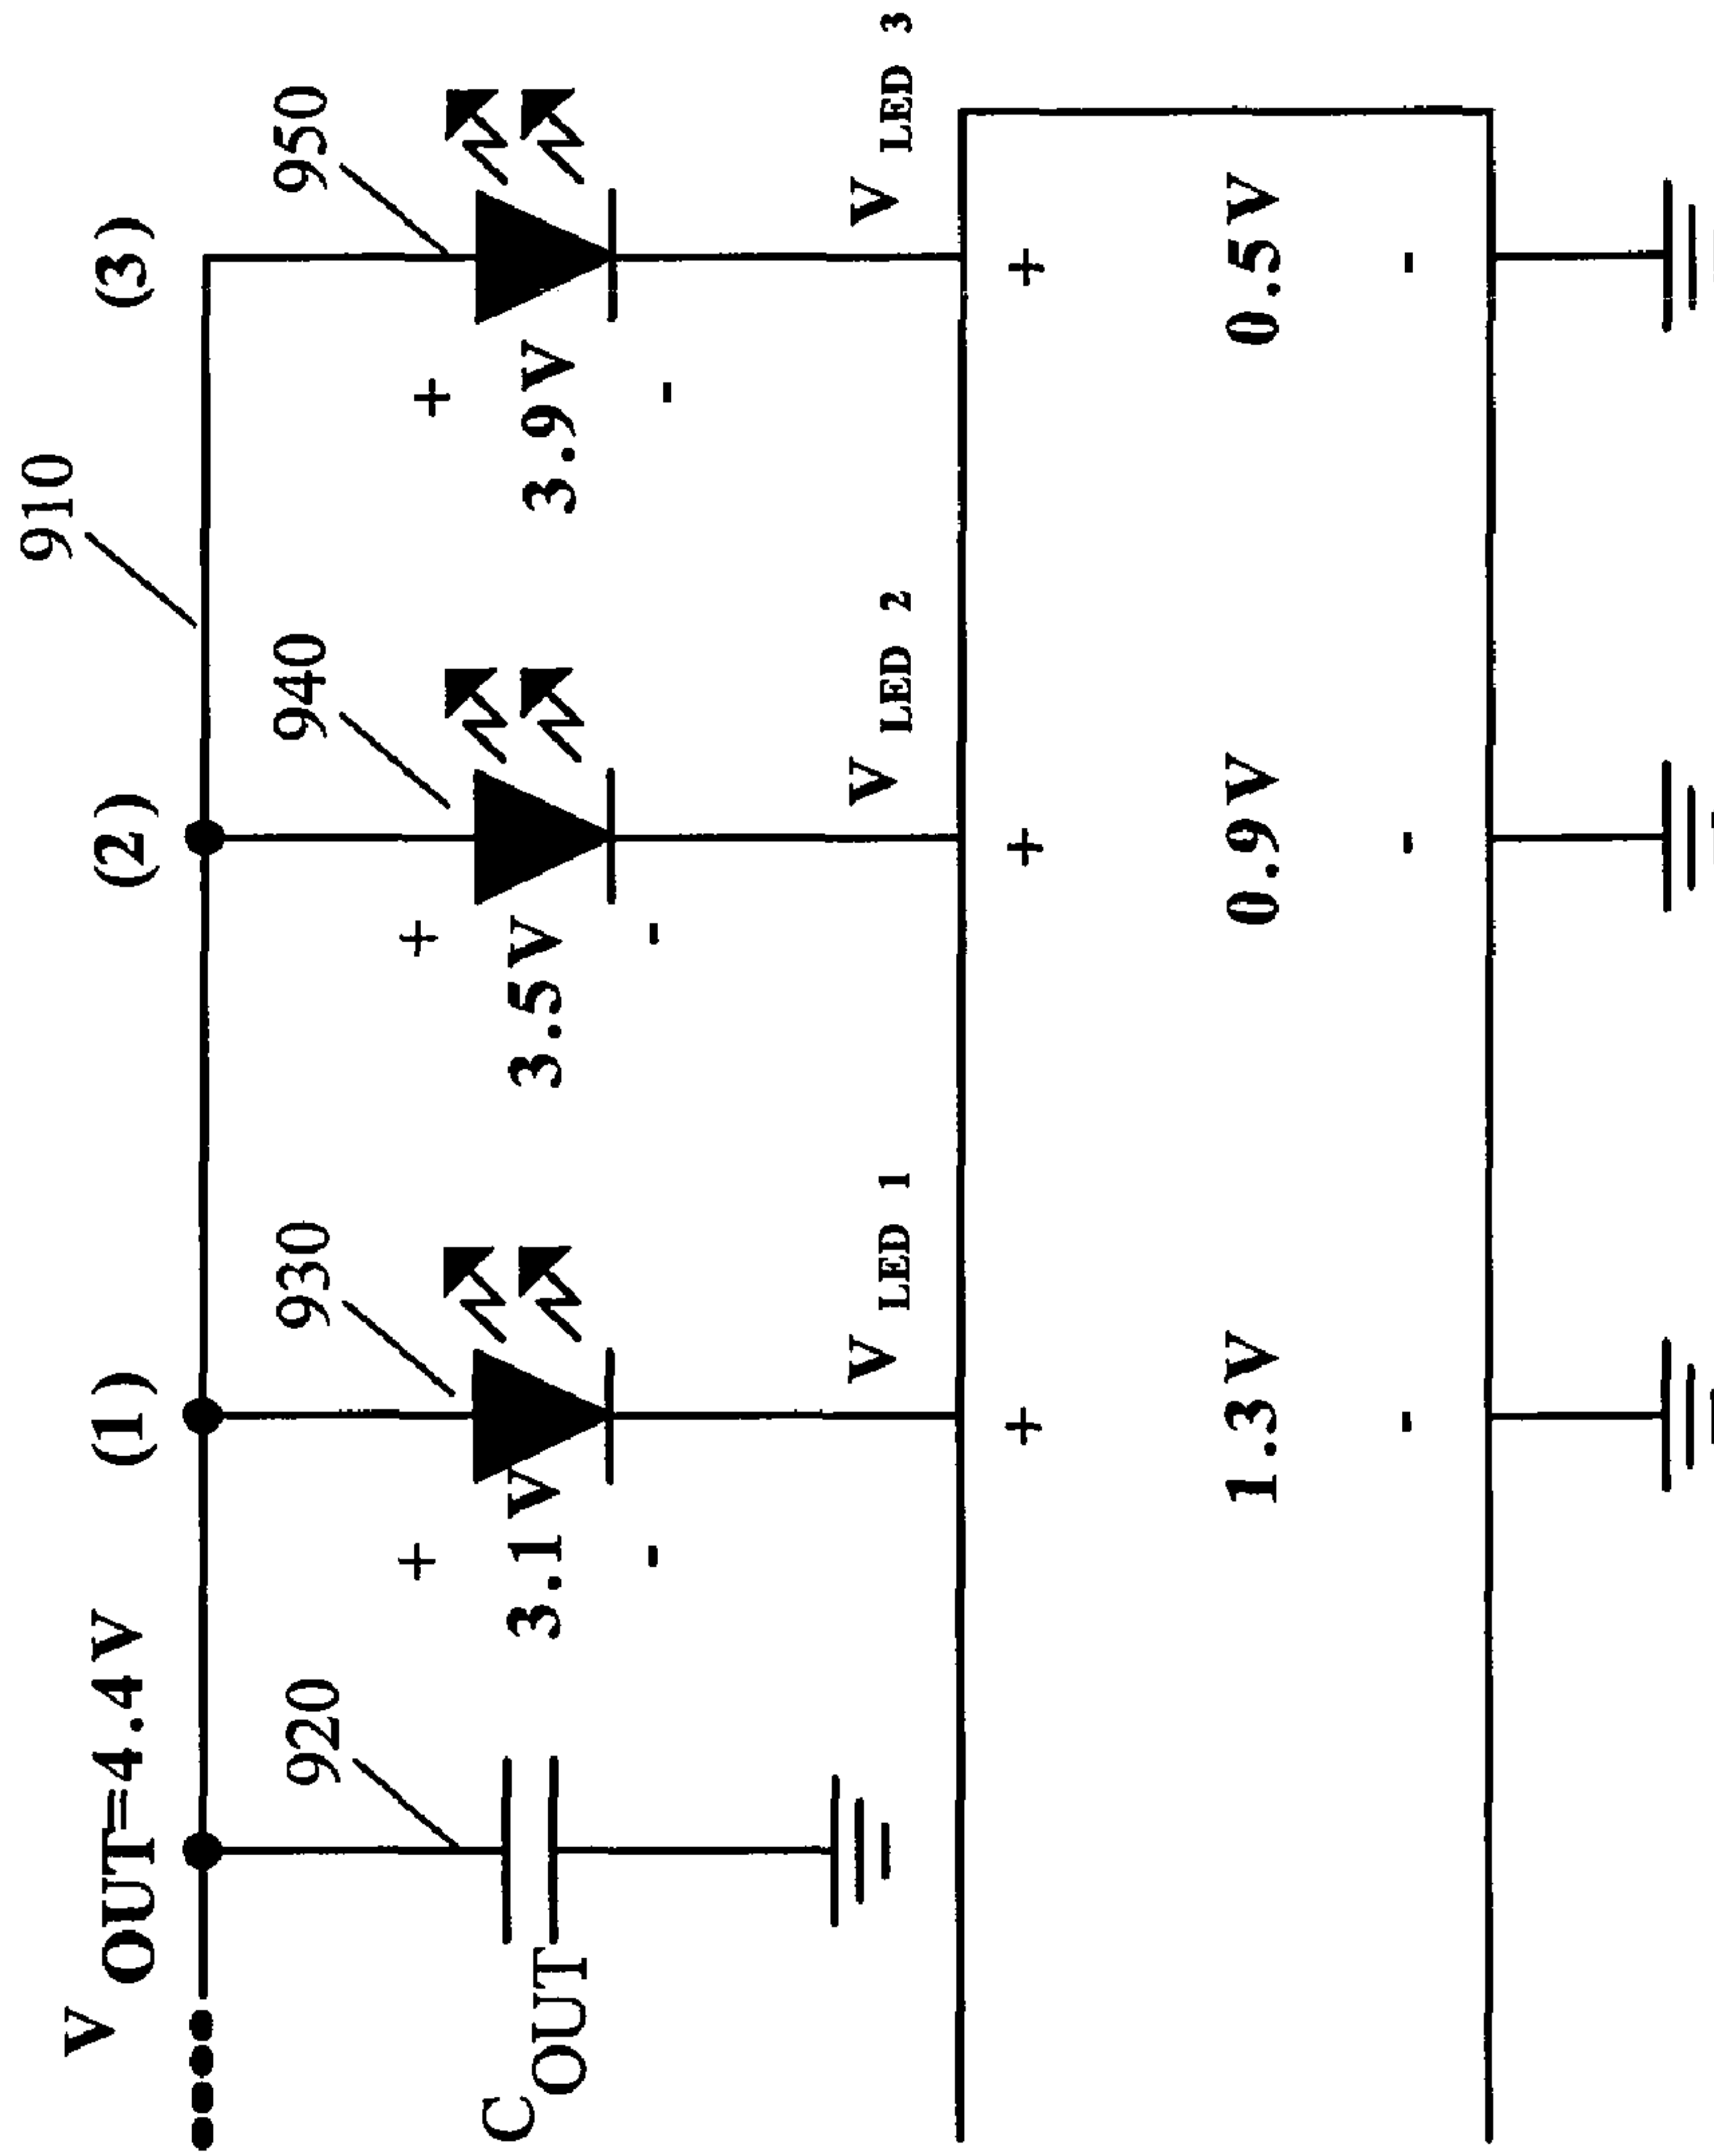 910
V OUT=4.4V (1) (2) (3)
920 930 940 950
+ + +
C OUT 3.1V 3.5V 3.9V
- - -
V LED 1 V LED 2 V LED 3
+ + +
1.3V 0.9V 0.5V
- - -